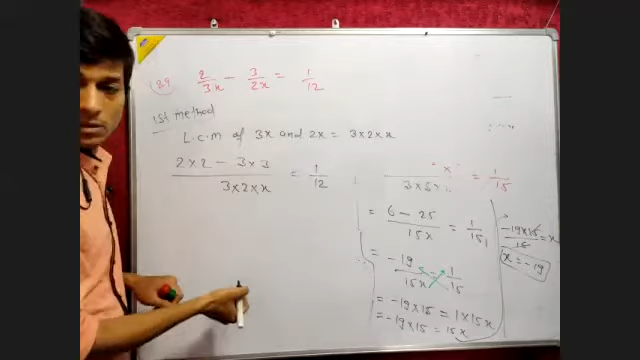 29 2/3x - 3/2x = 1/12
1st method
L.C.M of 3x and 2x = 3×2×x
2×2 - 3×3 / 3×2×x = 1/12
= 1/15
= 6 - 25 / 15x = 1/15
= -19/15x = 1/15
= -19×15 = 1×15x
= -19×15 = 15x
-19×15/15 = x
x = -19